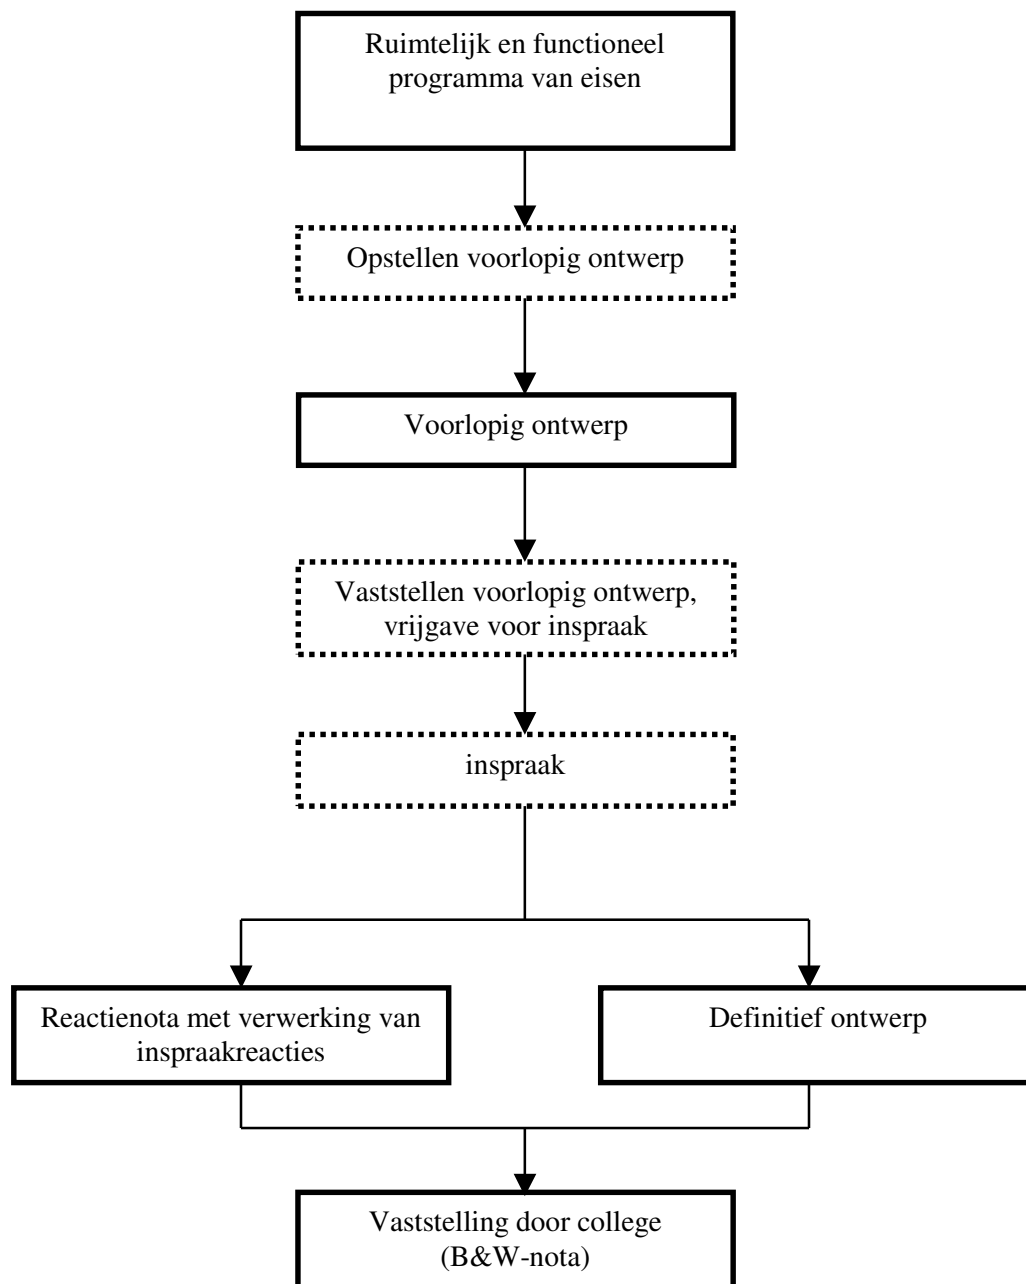 Ruimtelijk en functioneel
programma van eisen
Opstellen voorlopig ontwerp
Voorlopig ontwerp
Vaststellen voorlopig ontwerp,
vrijgave voor inspraak
inspraak
Reactienota met verwerking van
inspraakreacties
Definitief ontwerp
Vaststelling door college
(B&W-nota)